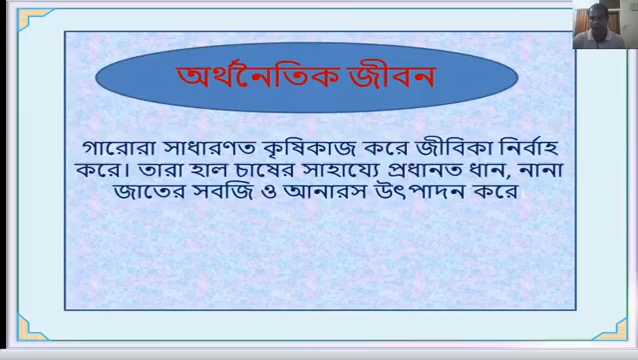 অর্থনৈতিক জীবন
গারোরা সাধারণত কৃষিকাজ করে জীবিকা নির্বাহ
করে। তারা হাল চাষের সাহায্যে প্রধানত ধান, নানা
জাতের সবজি ও আনারস উৎপাদন করে